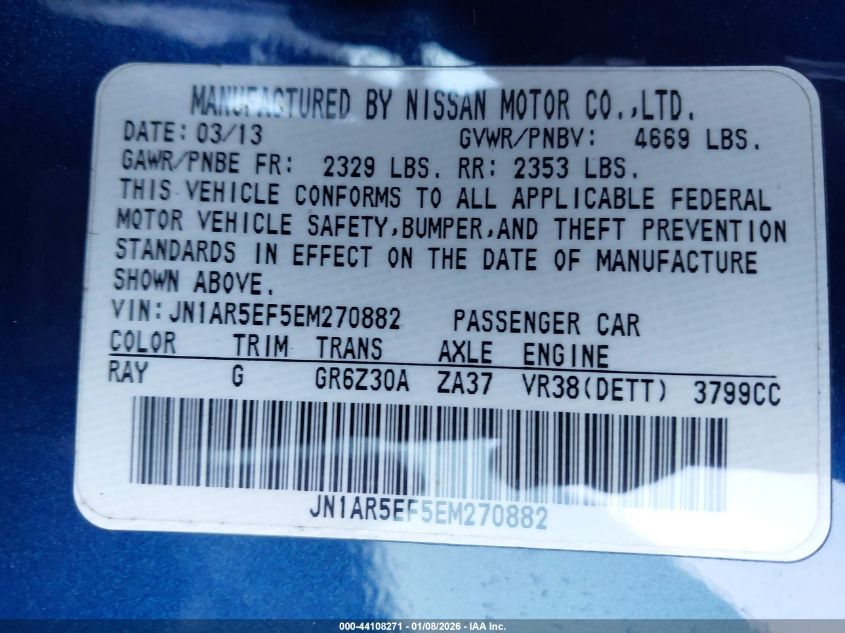 MANUFACTURED BY NISSAN MOTOR CO.,LTD.
DATE: 03/13 GVWR/PNBV: 4669 LBS.
GAWR/PNBE FR: 2329 LBS. RR: 2353 LBS.
THIS VEHICLE CONFORMS TO ALL APPLICABLE FEDERAL
MOTOR VEHICLE SAFETY,BUMPER,AND THEFT PREVENTION
STANDARDS IN EFFECT ON THE DATE OF MANUFACTURE
SHOWN ABOVE.
VIN:JN1AR5EF5EM270882 PASSENGER CAR
COLOR TRIM TRANS AXLE ENGINE
RAY G GR6Z30A ZA37 VR38(DETT) 3799CC
JN1AR5EF5EM270882
000-44108271 - 01/08/2026 - IAA Inc.